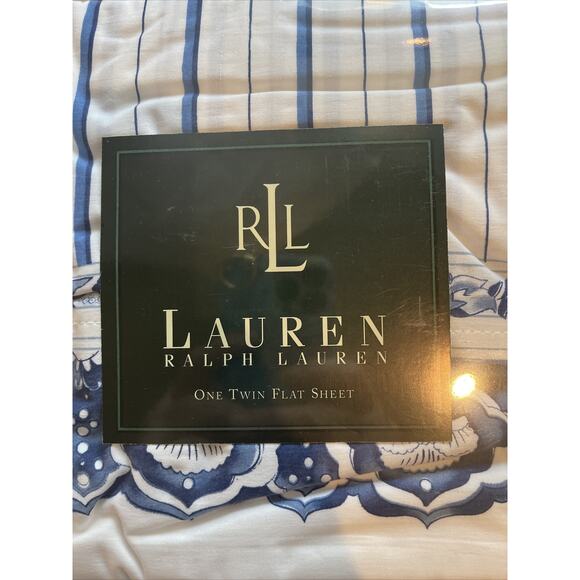 RLL
LAUREN
RALPH LAUREN
ONE TWIN FLAT SHEET